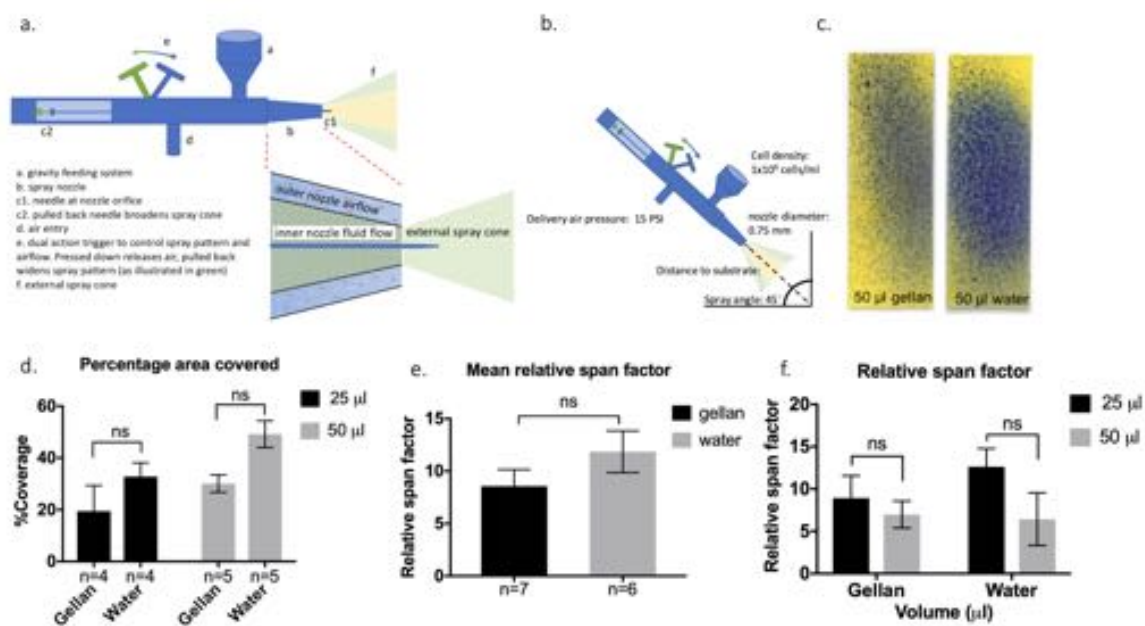 a.
e
a
f
c2
b
c1
d
a. gravity feeding system
b. spray nozzle
c1. needle at nozzle orifice
c2. pulled back needle broadens spray cone
d. air entry
e. dual action trigger to control spray pattern and
airflow. Pressed down releases air, pulled back
widens spray pattern (as illustrated in green)
f. external spray cone
outer nozzle airflow
inner nozzle fluid flow
external spray cone
b.
Cell density:
cells/ml
Delivery air pressure: 15 PSI
nozzle diameter:
0.75 mm
Distance to substrate:
Spray angle: 45
c.
50 µl gellan
50 µl water
d.
Percentage area covered
%Coverage
60
40
20
0
ns
ns
25 µl
50 µl
n=4
n=4
n=5
n=5
Gellan
Water
Gellan
Water
e.
Mean relative span factor
Relative span factor
15
10
5
0
ns
gellan
water
n=7
n=6
f.
Relative span factor
Relative span factor
20
15
10
5
0
ns
ns
25 µl
50 µl
Gellan
Water
Volume (µl)